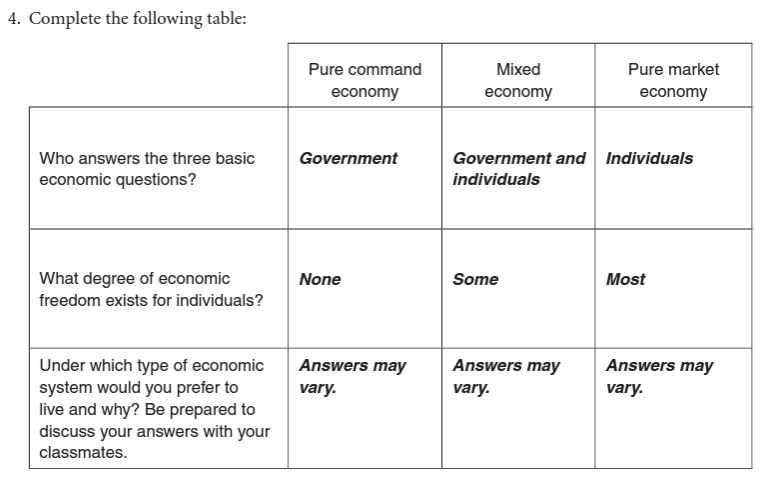 4. Complete the following table:
Pure command
economy
Mixed
economy
Pure market
economy
Who answers the three basic
economic questions?
Government
Government and
individuals
Individuals
What degree of economic
freedom exists for individuals?
None
Some
Most
Under which type of economic
system would you prefer to
live and why? Be prepared to
discuss your answers with your
classmates.
Answers may
vary.
Answers may
vary.
Answers may
vary.